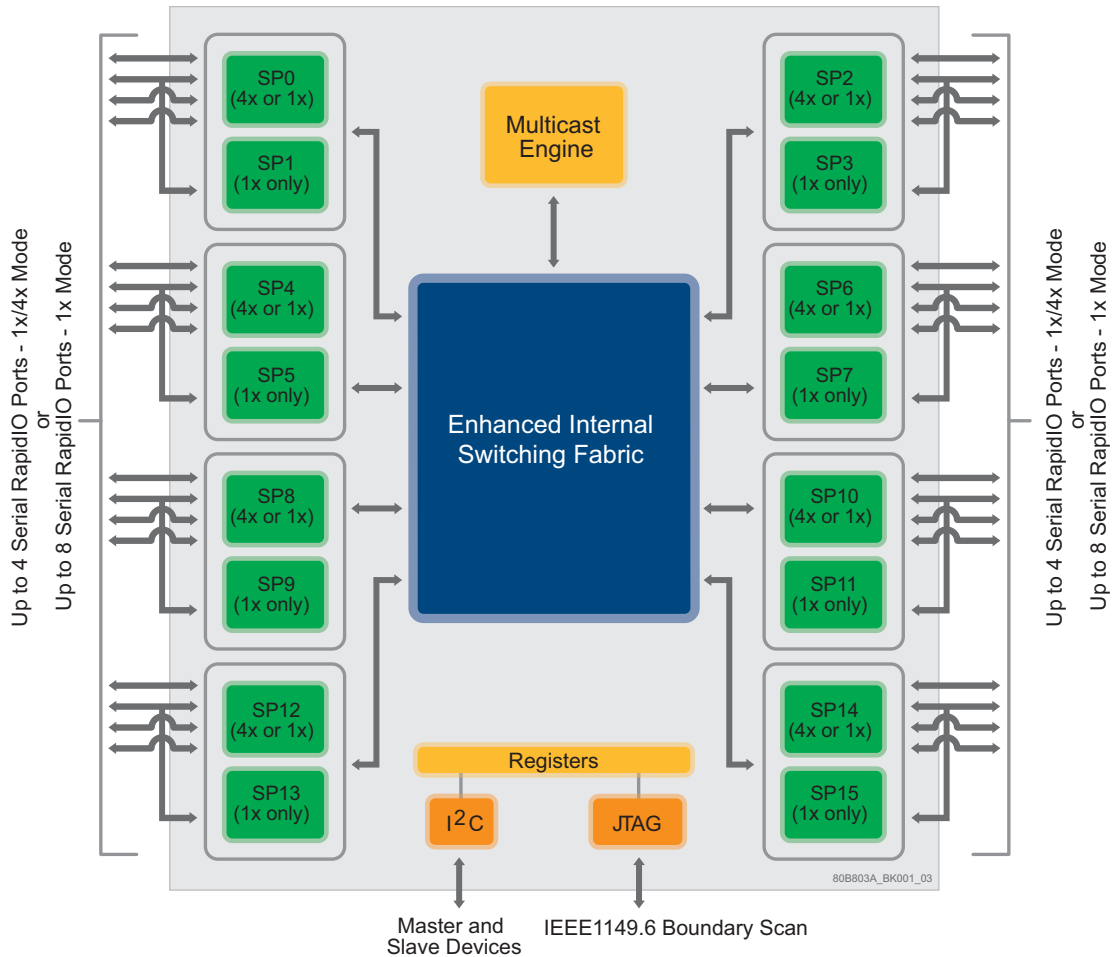 SP0
(4x or 1x)
SP1
(1x only)
SP4
(4x or 1x)
SP5
(1x only)
SP8
(4x or 1x)
SP9
(1x only)
SP12
(4x or 1x)
SP13
(1x only)
Up to 4 Serial RapidIO Ports - 1x/4x Mode
or
Up to 8 Serial RapidIO Ports - 1x Mode
Multicast
Engine
Enhanced Internal
Switching Fabric
Registers
I2C
JTAG
Master and
Slave Devices
IEEE1149.6 Boundary Scan
SP2
(4x or 1x)
SP3
(1x only)
SP6
(4x or 1x)
SP7
(1x only)
SP10
(4x or 1x)
SP11
(1x only)
SP14
(4x or 1x)
SP15
(1x only)
Up to 4 Serial RapidIO Ports - 1x/4x Mode
or
Up to 8 Serial RapidIO Ports - 1x Mode
80B803A_BK001_03